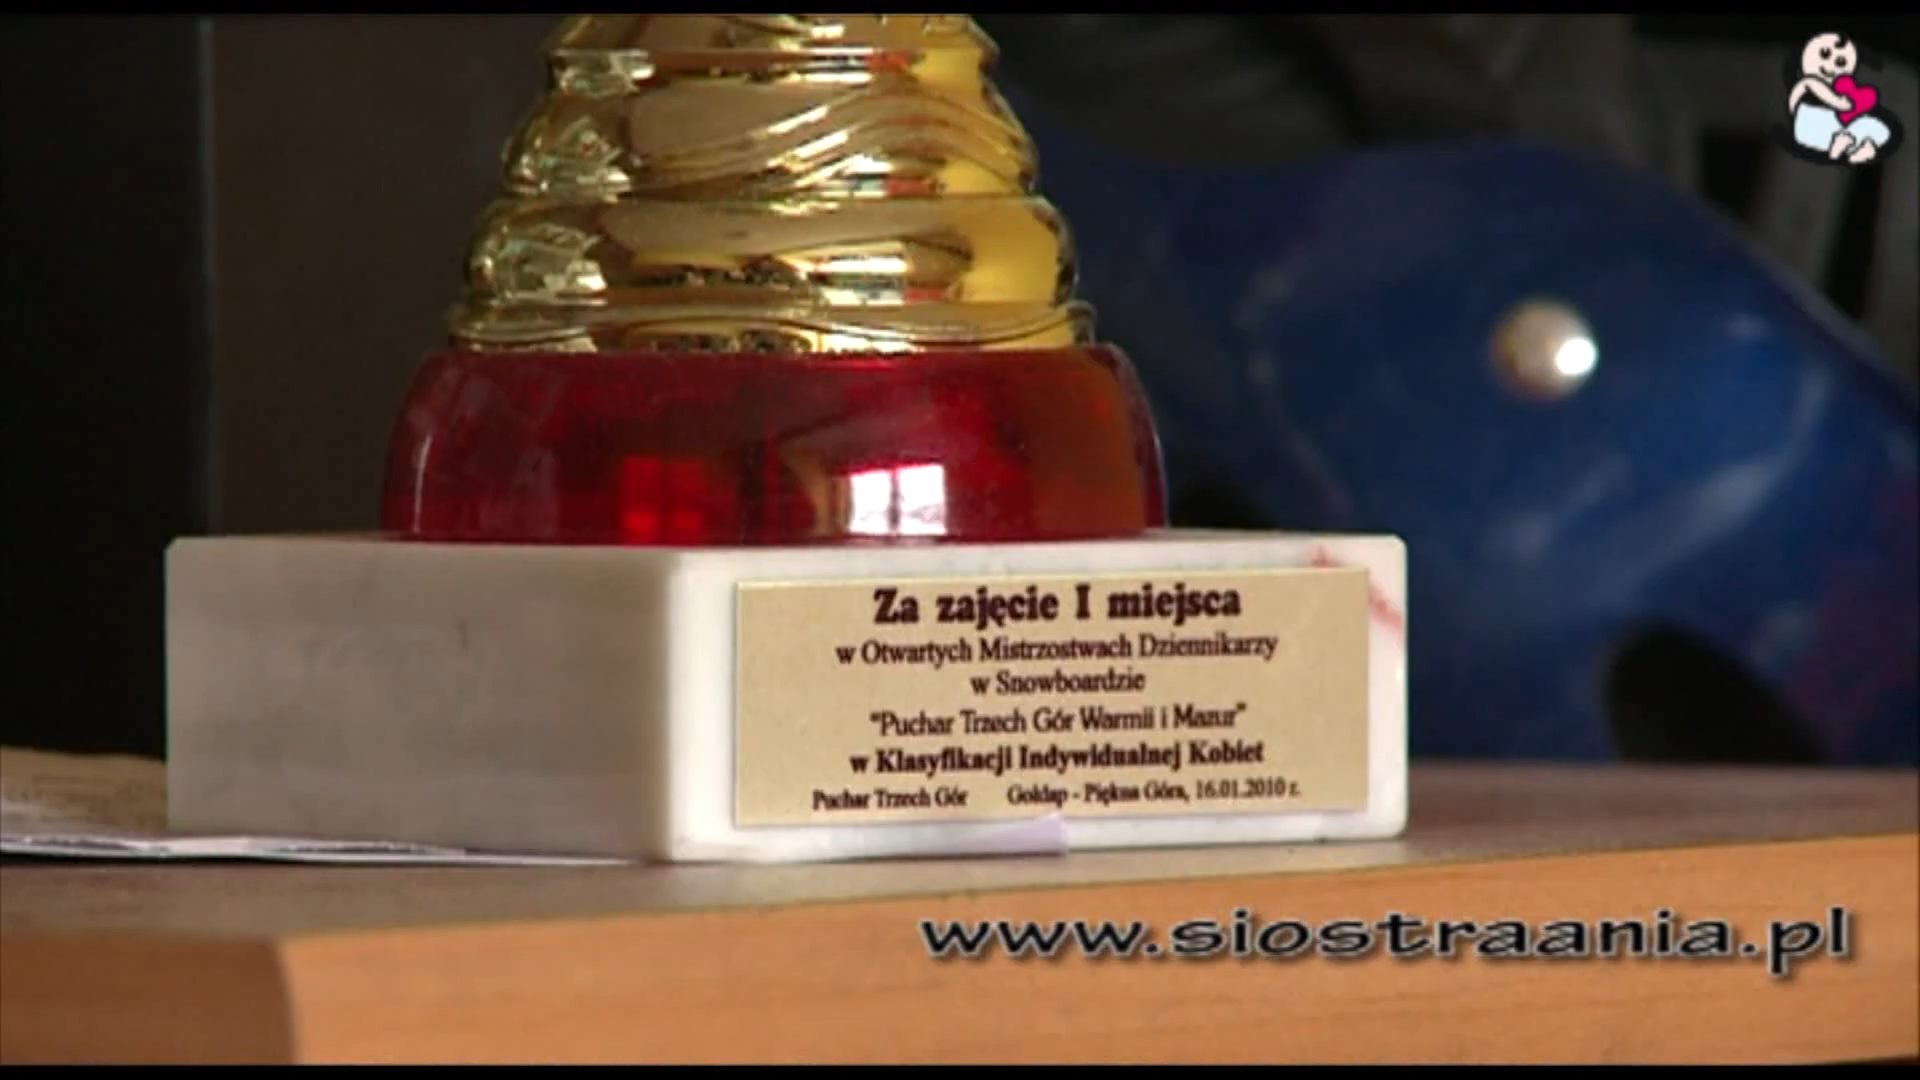 Za zajęcie I miejsca
w Otwartych Mistrzostwach Dziennikarzy
w Snowboardzie
"Puchar Trzech Gór Warmii i Mazur"
w Klasyfikacji Indywidualnej Kobiet
Puchar Trzech Gór Gołdap - Piękna Góra, 16.01.2010 r.
www.siostraania.pl